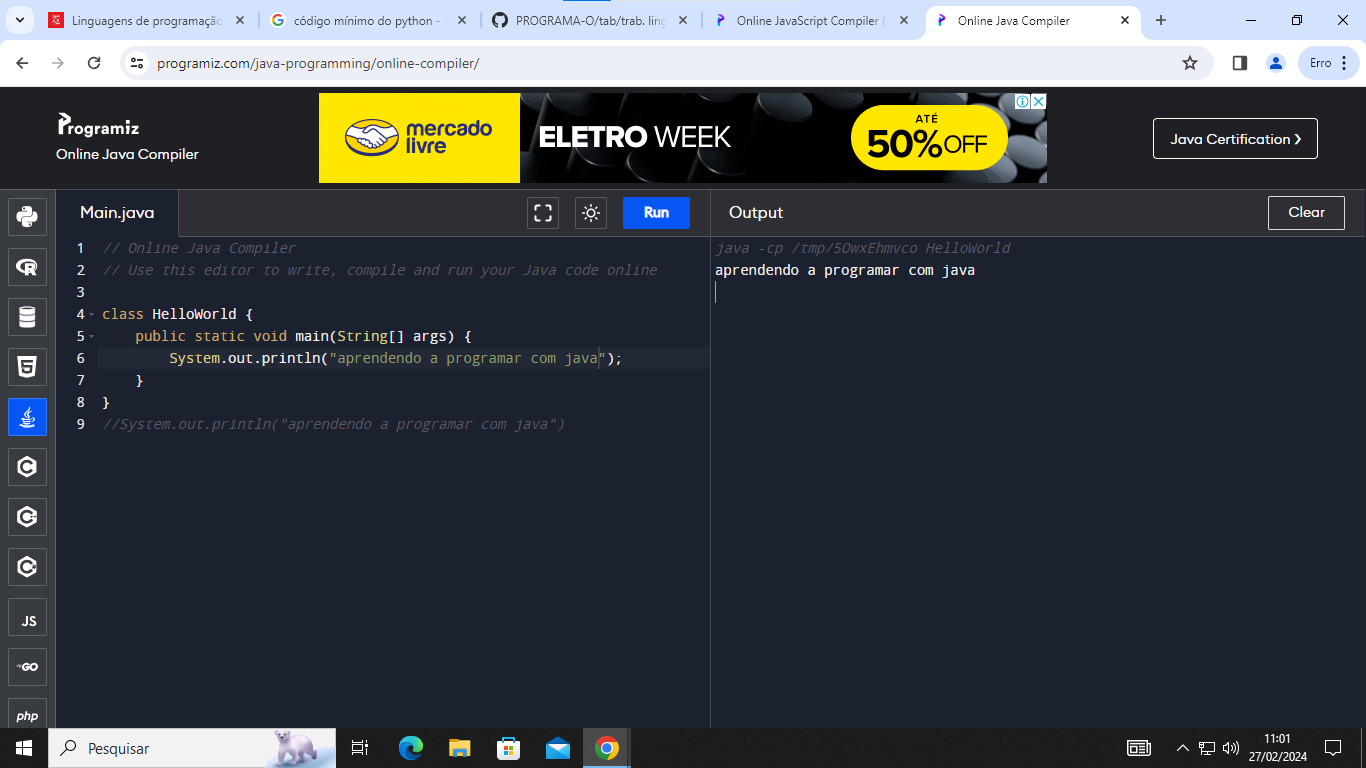 Linguagens de programação
código mínimo do python -
PROGRAMA-O/tab/trab. ling
Online JavaScript Compiler (
Online Java Compiler
programiz.com/java-programming/online-compiler/
Erro
Programiz
Online Java Compiler
mercado
livre
ELETRO WEEK
ATÉ
50% OFF
Java Certification ❯
Main.java
Run
Output
Clear
1 // Online Java Compiler
2 // Use this editor to write, compile and run your Java code online
3
4 class HelloWorld {
5 public static void main(String[] args) {
6 System.out.println("aprendendo a programar com java");
7 }
8 }
9 //System.out.println("aprendendo a programar com java")
java -cp /tmp/5OwxEhmvco HelloWorld
aprendendo a programar com java
R
5
C
C
C
JS
GO
php
Pesquisar
11:01
27/02/2024